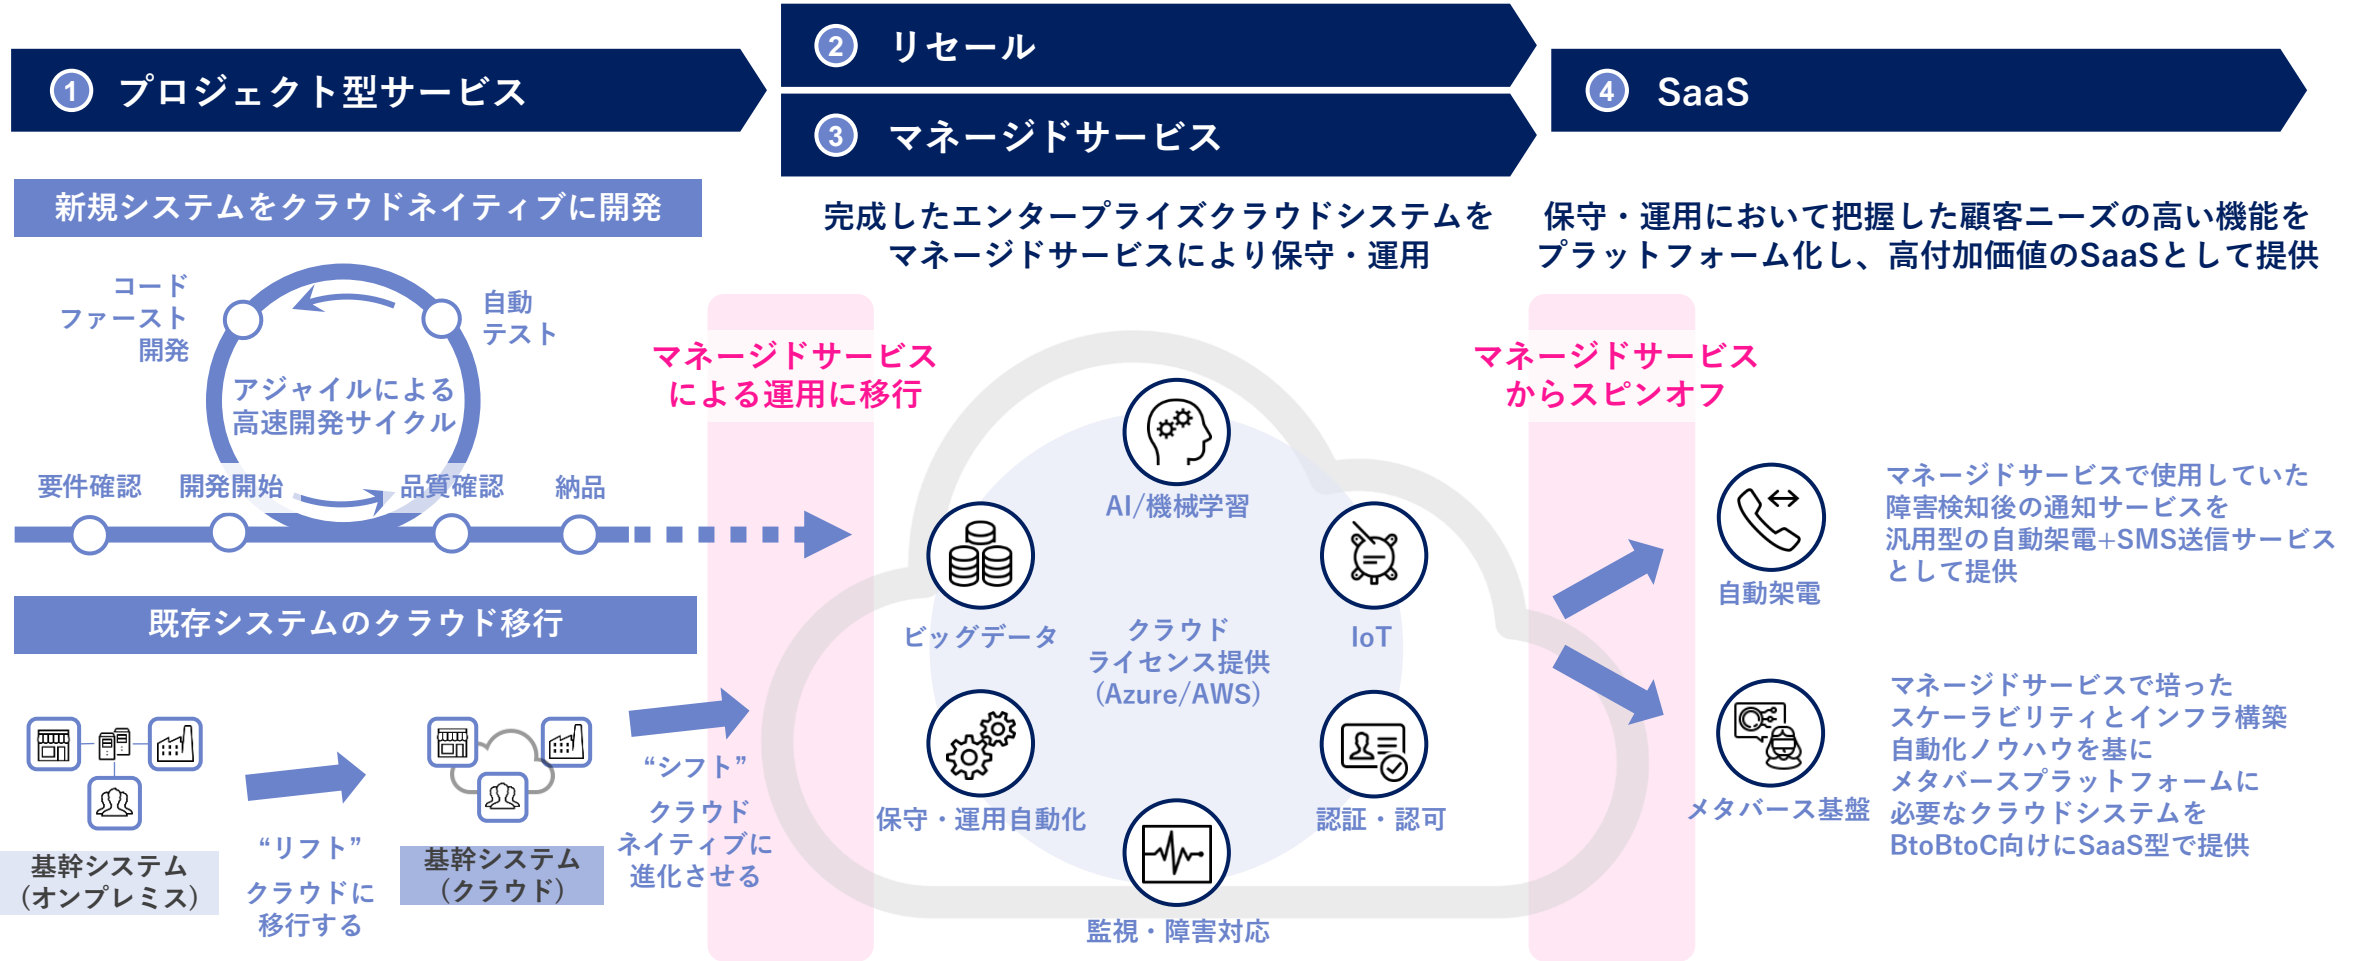 1 プロジェクト型サービス
2 リセール
3 マネージドサービス
4 SaaS
新規システムをクラウドネイティブに開発
コード
ファースト
開発
自動
テスト
アジャイルによる
高速開発サイクル
要件確認
開発開始
品質確認
納品
既存システムのクラウド移行
基幹システム
（オンプレミス）
“リフト”
クラウドに
移行する
基幹システム
（クラウド）
“シフト”
クラウド
ネイティブに
進化させる
マネージドサービス
による運用に移行
完成したエンタープライズクラウドシステムを
マネージドサービスにより保守・運用
AI/機械学習
ビッグデータ
IoT
クラウド
ライセンス提供
（Azure/AWS）
保守・運用自動化
認証・認可
監視・障害対応
マネージドサービス
からスピンオフ
保守・運用において把握した顧客ニーズの高い機能を
プラットフォーム化し、高付加価値のSaaSとして提供
自動架電
マネージドサービスで使用していた
障害検知後の通知サービスを
汎用型の自動架電+SMS送信サービス
として提供
メタバース基盤
マネージドサービスで培った
スケーラビリティとインフラ構築
自動化ノウハウを基に
メタバースプラットフォームに
必要なクラウドシステムを
BtoBtoC向けにSaaS型で提供